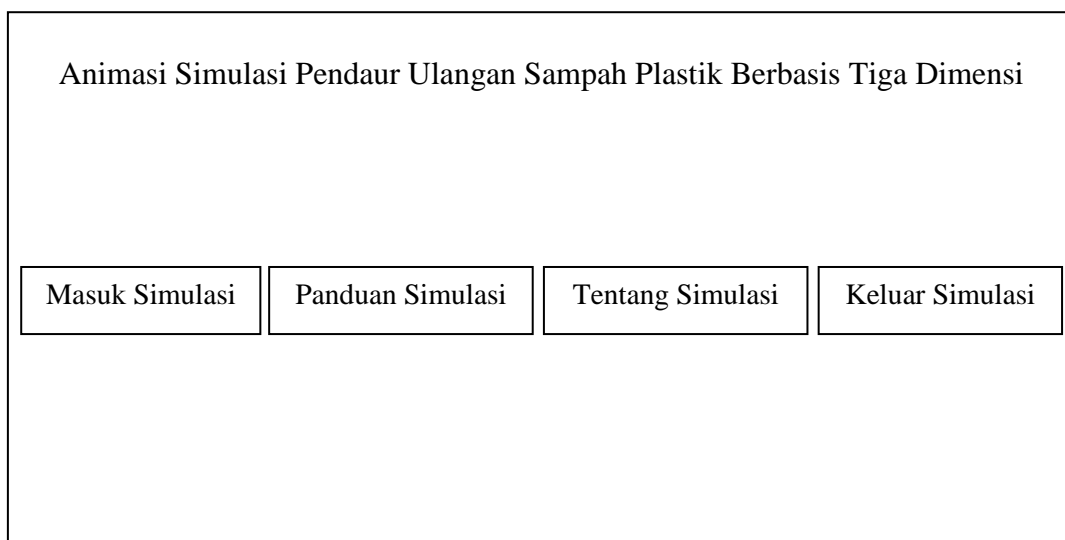 Animasi Simulasi Pendaur Ulangan Sampah Plastik Berbasis Tiga Dimensi
Masuk Simulasi
Panduan Simulasi
Tentang Simulasi
Keluar Simulasi